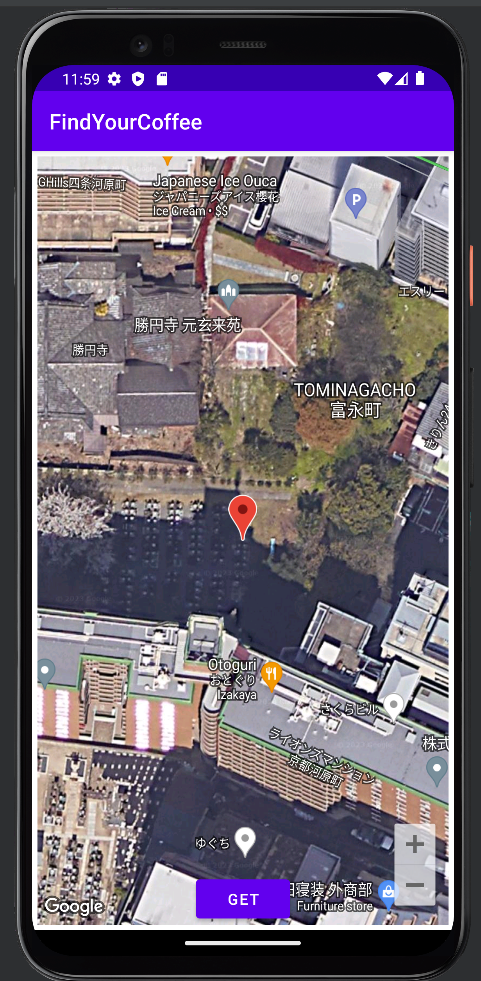 11:59
FindYourCoffee
GHills四条河原町
Japanese Ice Ouca
ジャパニーズアイス櫻花
Ice Cream • $$
P
エスリー
勝円寺 元玄来苑
勝円寺
TOMINAGACHO
富永町
きりん
Otoguri
おとぐり
Izakaya
さくらビル
ライオンズマンション
京都河原町
株式
ゆぐち
寝装 外商部
Furniture store
+
−
Google
GET